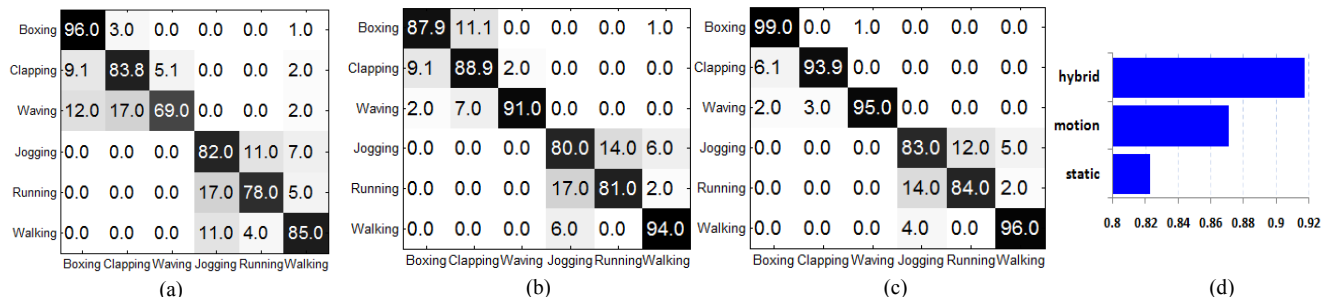 Boxing 96.0 3.0 0.0 0.0 0.0 1.0
Clapping 9.1 83.8 5.1 0.0 0.0 2.0
Waving 12.0 17.0 69.0 0.0 0.0 2.0
Jogging 0.0 0.0 0.0 82.0 11.0 7.0
Running 0.0 0.0 0.0 17.0 78.0 5.0
Walking 0.0 0.0 0.0 11.0 4.0 85.0
Boxing Clapping Waving Jogging Running Walking
(a)
Boxing 87.9 11.1 0.0 0.0 0.0 1.0
Clapping 9.1 88.9 2.0 0.0 0.0 0.0
Waving 2.0 7.0 91.0 0.0 0.0 0.0
Jogging 0.0 0.0 0.0 80.0 14.0 6.0
Running 0.0 0.0 0.0 17.0 81.0 2.0
Walking 0.0 0.0 0.0 6.0 0.0 94.0
Boxing Clapping Waving Jogging Running Walking
(b)
Boxing 99.0 0.0 1.0 0.0 0.0 0.0
Clapping 6.1 93.9 0.0 0.0 0.0 0.0
Waving 2.0 3.0 95.0 0.0 0.0 0.0
Jogging 0.0 0.0 0.0 83.0 12.0 5.0
Running 0.0 0.0 0.0 14.0 84.0 2.0
Walking 0.0 0.0 0.0 4.0 0.0 96.0
Boxing Clapping Waving Jogging Running Walking
(c)
hybrid
motion
static
0.8 0.82 0.84 0.86 0.88 0.9 0.92
(d)